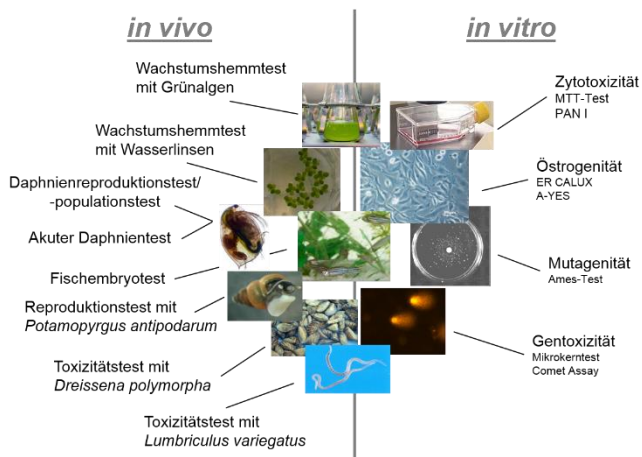 in vivo
in vitro
Wachstumshemmtest
mit Grünalgen
Wachstumshemmtest
mit Wasserlinsen
Daphnienreproduktionstest/
-populationstest
Akuter Daphnientest
Fischembryotest
Reproduktionstest mit
Potamopyrgus antipodarum
Toxizitätstest mit
Dreissena polymorpha
Toxizitätstest mit
Lumbriculus variegatus
Zytotoxizität
MTT-Test
PAN I
Östrogenität
ER CALUX
A-YES
Mutagenität
Ames-Test
Gentoxizität
Mikrokerntest
Comet Assay